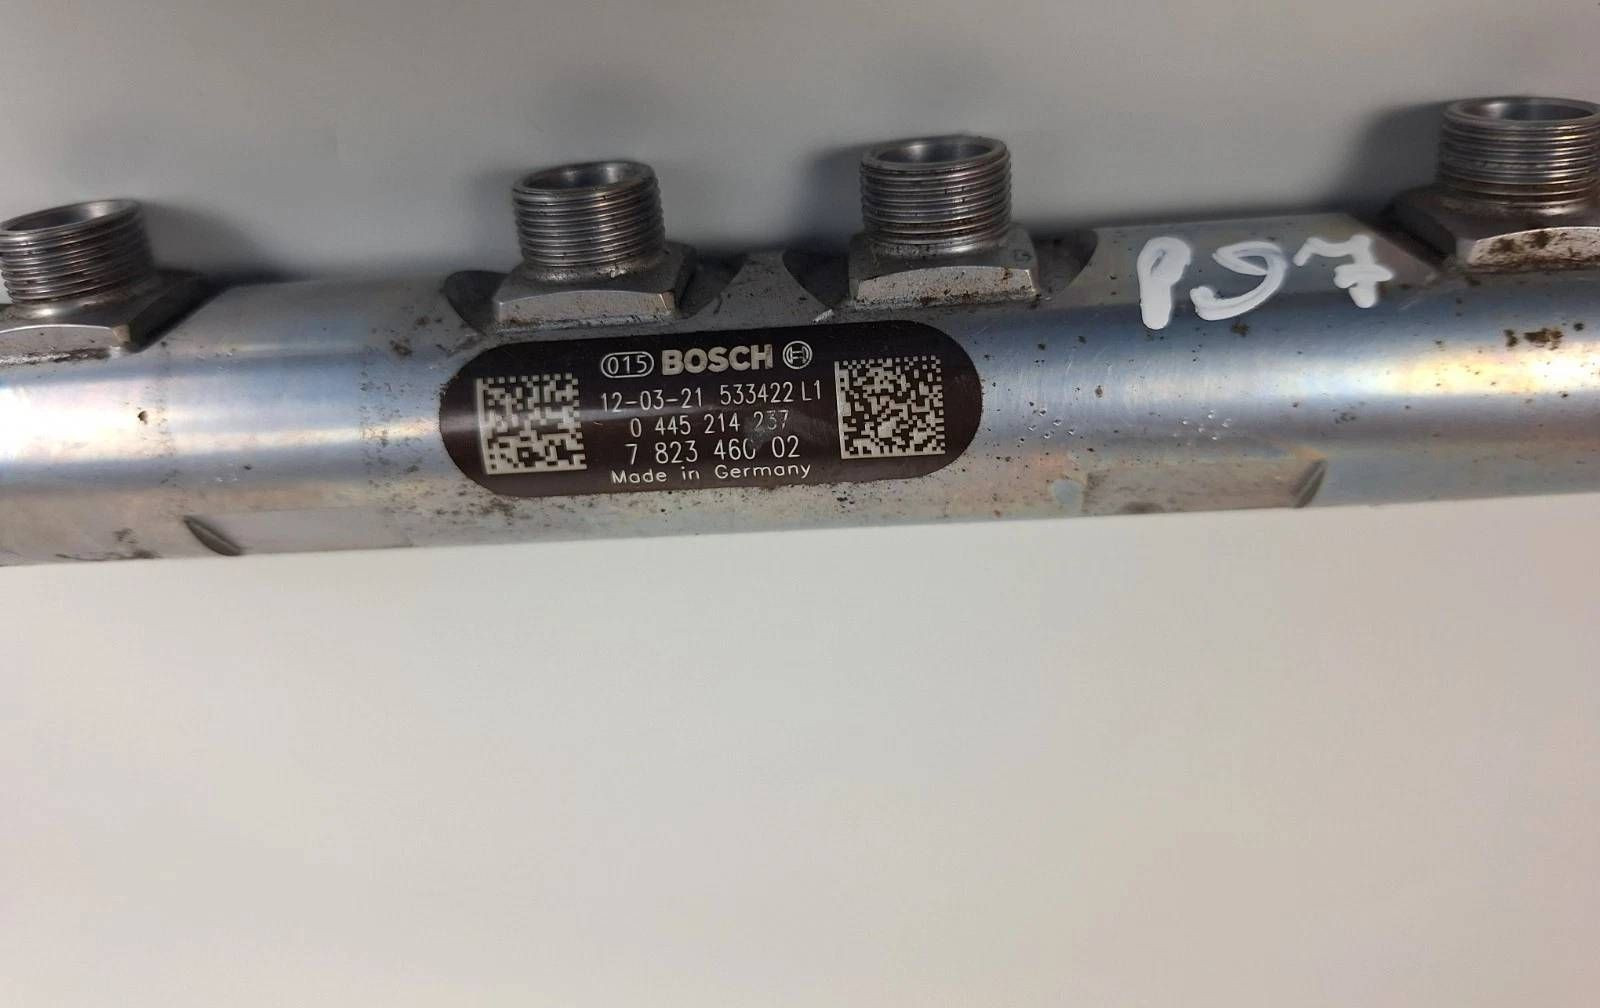 P97
015 BOSCH
12-03-21 533422 L1
0 445 214 237
7 823 460 02
Made in Germany